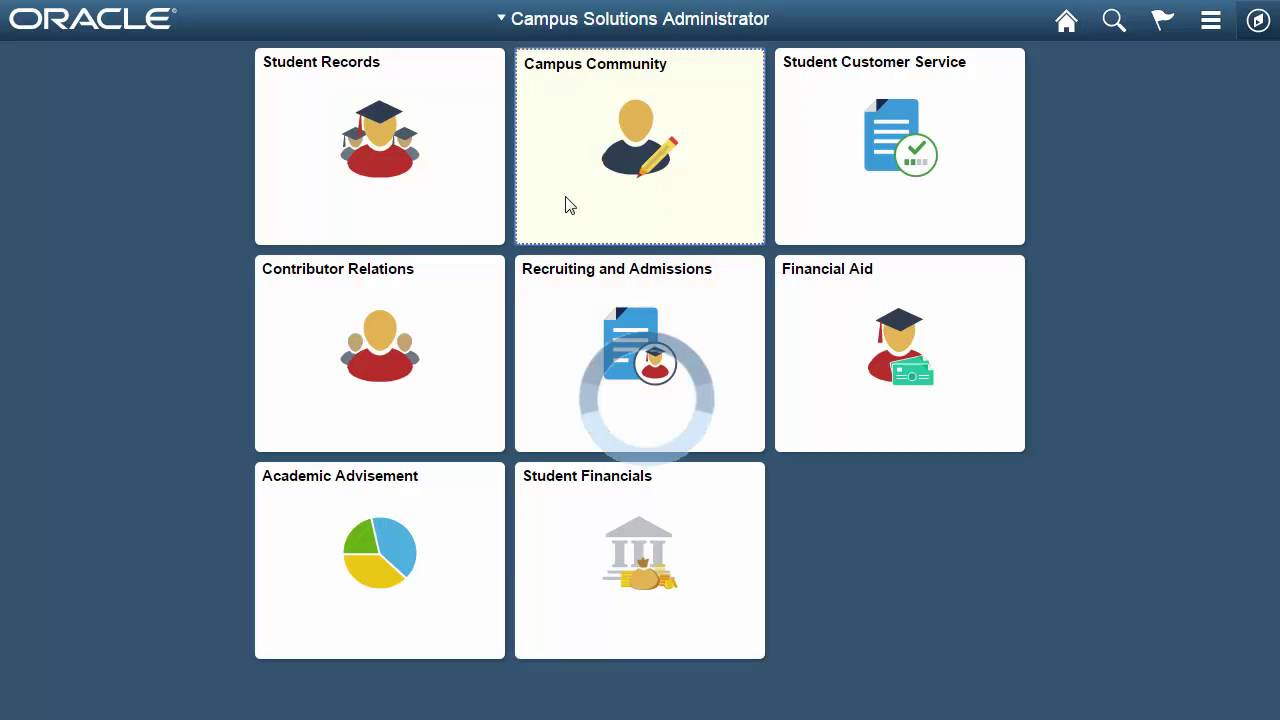 ORACLE®
Campus Solutions Administrator
Student Records
Campus Community
Student Customer Service
Contributor Relations
Recruiting and Admissions
Financial Aid
Academic Advisement
Student Financials